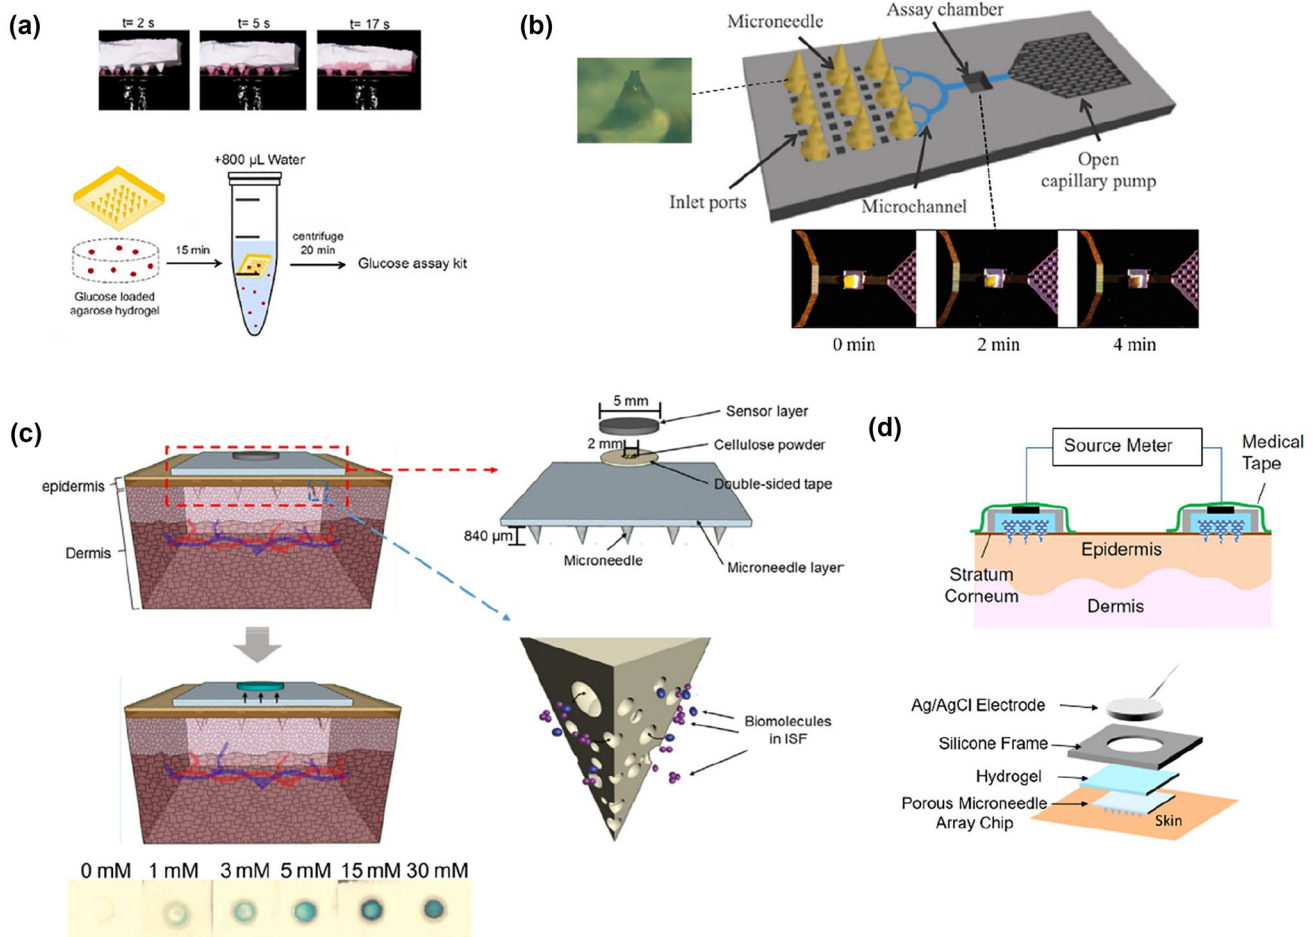 (a)
t= 2 s
t= 5 s
t= 17 s
+800 µL Water
15 min
centrifuge
20 min
Glucose assay kit
Glucose loaded
agarose hydrogel
(b)
Microneedle
Assay chamber
Inlet ports
Microchannel
Open
capillary pump
0 min
2 min
4 min
(c)
epidermis
Dermis
5 mm
Sensor layer
2 mm
Cellulose powder
Double-sided tape
840 µm
Microneedle
Microneedle layer
Biomolecules
in ISF
0 mM
1 mM
3 mM
5 mM
15 mM
30 mM
(d)
Source Meter
Medical
Tape
Epidermis
Stratum
Corneum
Dermis
Ag/AgCl Electrode
Silicone Frame
Hydrogel
Porous Microneedle
Array Chip
Skin